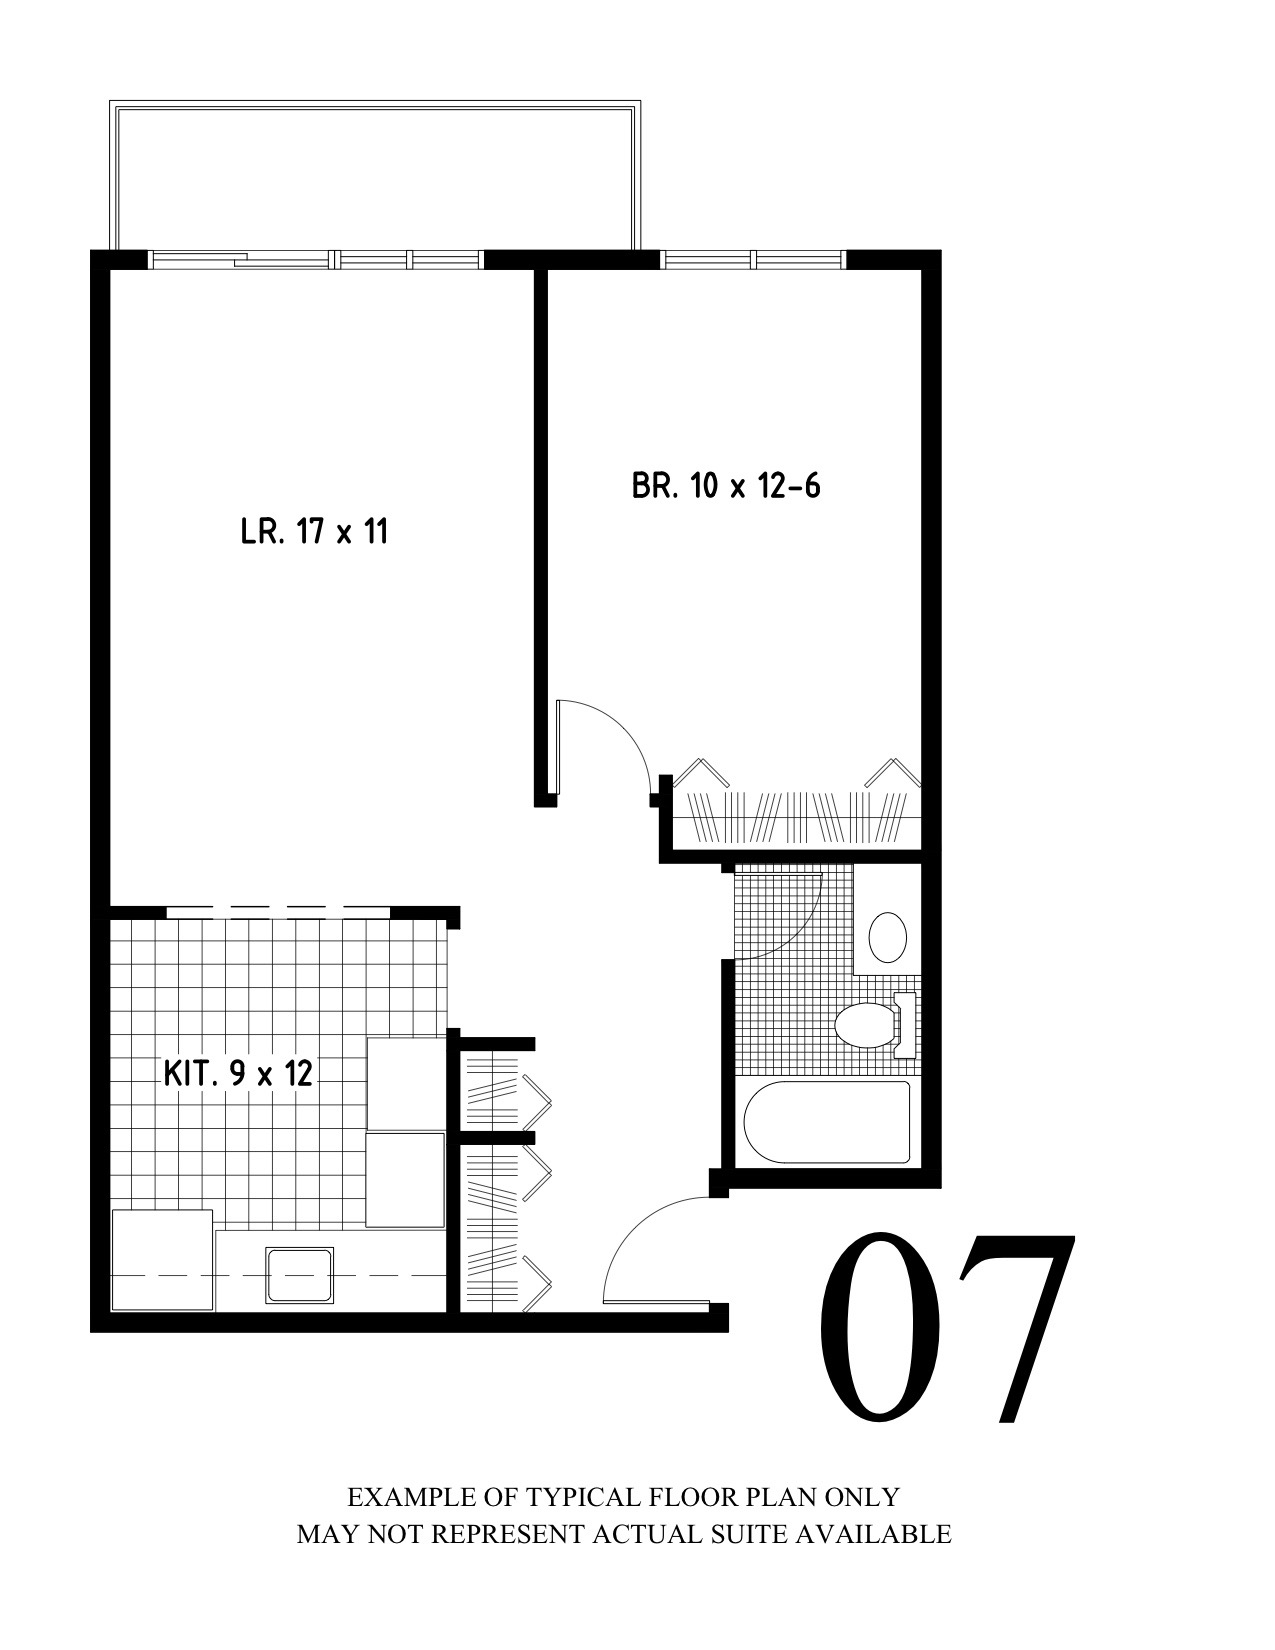 BR. 10 x 12-6
LR. 17 x 11
KIT. 9 x 12
07
EXAMPLE OF TYPICAL FLOOR PLAN ONLY
MAY NOT REPRESENT ACTUAL SUITE AVAILABLE